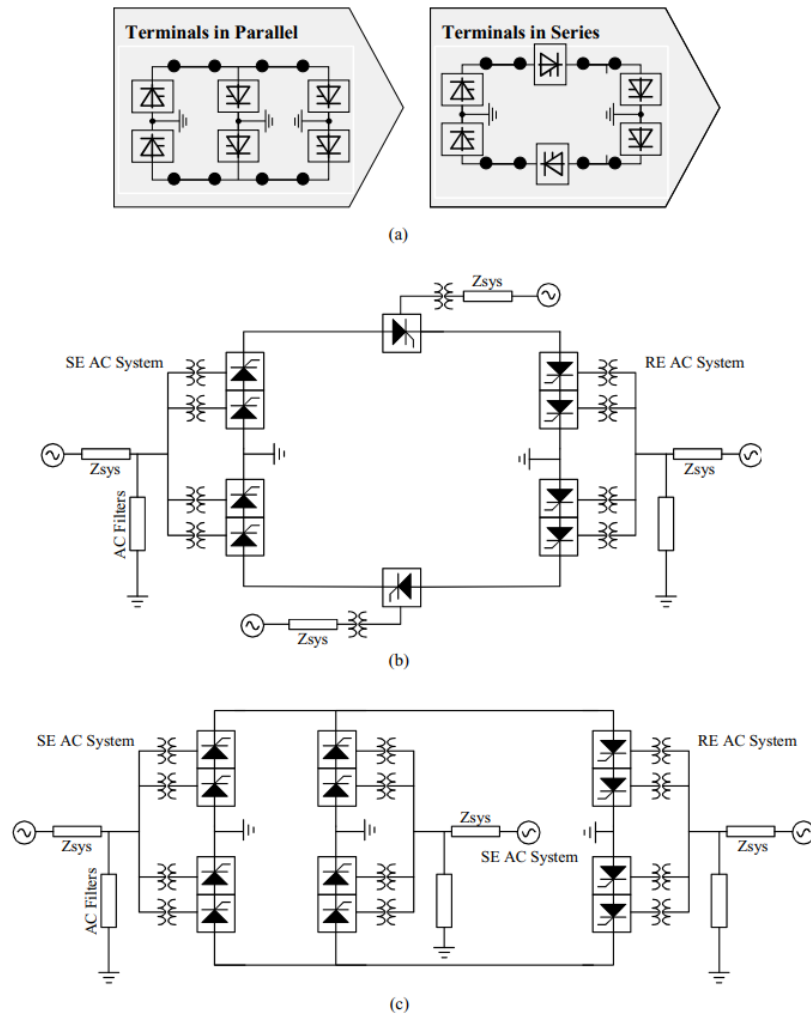 Terminals in Parallel
Terminals in Series
(a)
Zsys
SE AC System
RE AC System
Zsys
Zsys
AC Filters
Zsys
(b)
SE AC System
RE AC System
Zsys
Zsys
Zsys
SE AC System
AC Filters
(c)